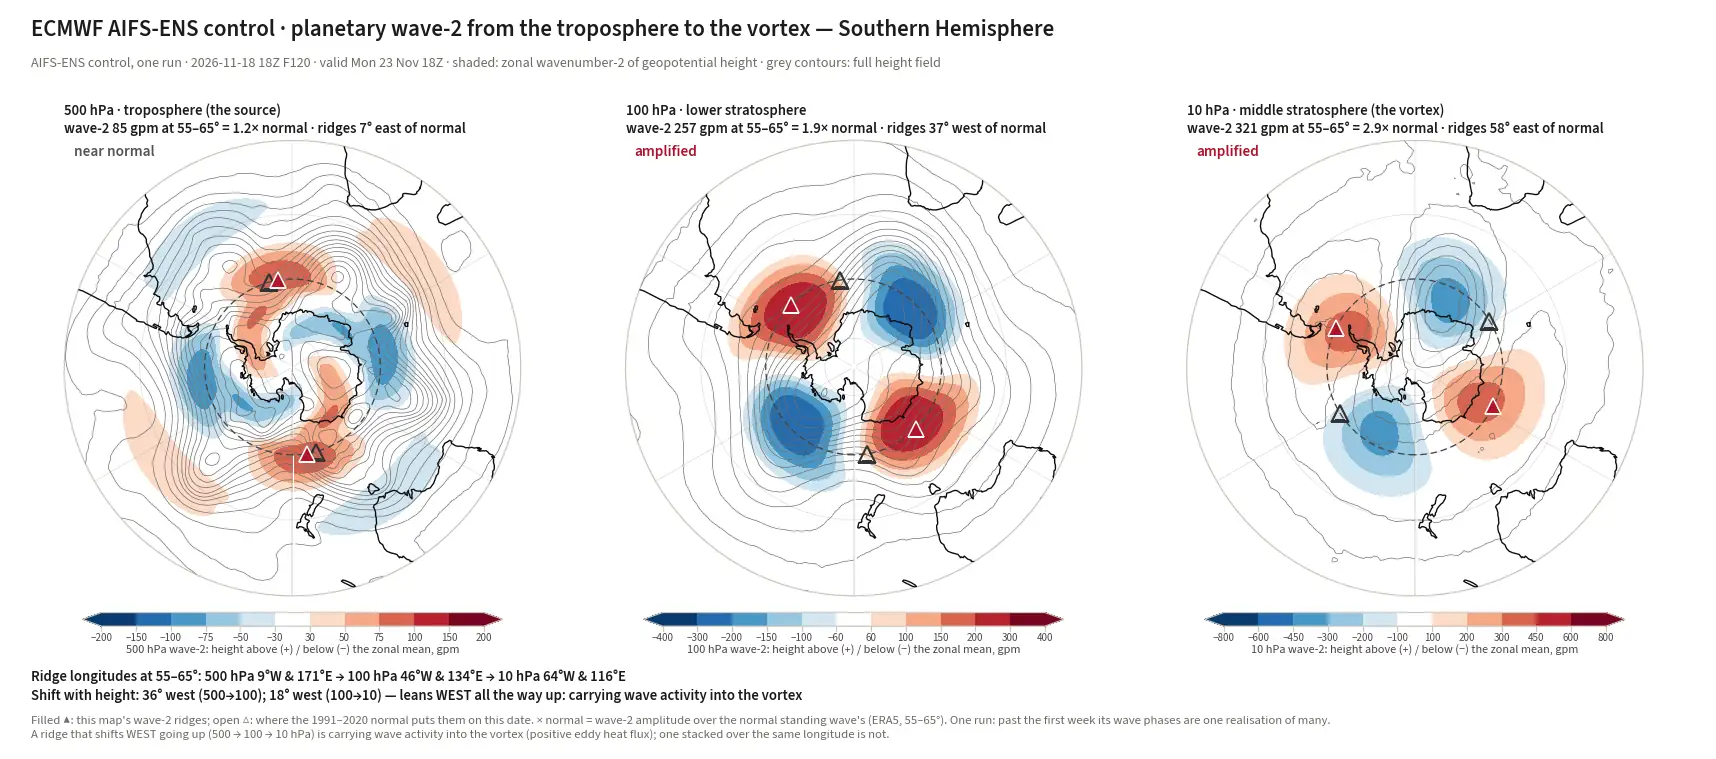 ECMWF AIFS-ENS control · planetary wave-2 from the troposphere to the vortex — Southern Hemisphere
AIFS-ENS control, one run · 2026-11-18 18Z F120 · valid Mon 23 Nov 18Z · shaded: zonal wavenumber-2 of geopotential height · grey contours: full height field
500 hPa · troposphere (the source)
wave-2 85 gpm at 55–65° = 1.2× normal · ridges 7° east of normal
near normal
100 hPa · lower stratosphere
wave-2 257 gpm at 55–65° = 1.9× normal · ridges 37° west of normal
amplified
10 hPa · middle stratosphere (the vortex)
wave-2 321 gpm at 55–65° = 2.9× normal · ridges 58° east of normal
amplified
−200 −150 −100 −75 −50 −30 30 50 75 100 150 200
500 hPa wave-2: height above (+) / below (−) the zonal mean, gpm
−400 −300 −200 −150 −100 −60 60 100 150 200 300 400
100 hPa wave-2: height above (+) / below (−) the zonal mean, gpm
−800 −600 −450 −300 −200 −100 100 200 300 450 600 800
10 hPa wave-2: height above (+) / below (−) the zonal mean, gpm
Ridge longitudes at 55–65°: 500 hPa 9°W & 171°E → 100 hPa 46°W & 134°E → 10 hPa 64°W & 116°E
Shift with height: 36° west (500→100); 18° west (100→10) — leans WEST all the way up: carrying wave activity into the vortex
Filled ▲: this map's wave-2 ridges; open △: where the 1991–2020 normal puts them on this date. × normal = wave-2 amplitude over the normal standing wave's (ERA5, 55–65°). One run: past the first week its wave phases are one realisation of many.
A ridge that shifts WEST going up (500 → 100 → 10 hPa) is carrying wave activity into the vortex (positive eddy heat flux); one stacked over the same longitude is not.